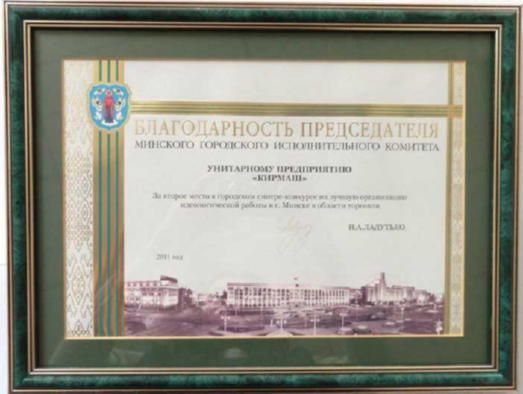 БЛАГОДАРНОСТЬ ПРЕДСЕДАТЕЛЯ
МИНСКОГО ГОРОДСКОГО ИСПОЛНИТЕЛЬНОГО КОМИТЕТА
УНИТАРНОМУ ПРЕДПРИЯТИЮ
«КИРМАШ»
За второе место в городском смотре-конкурсе на лучшую организацию
идеологической работы в г. Минске в области торговли
Н.А.ЛАДУТЬКО
2011 год